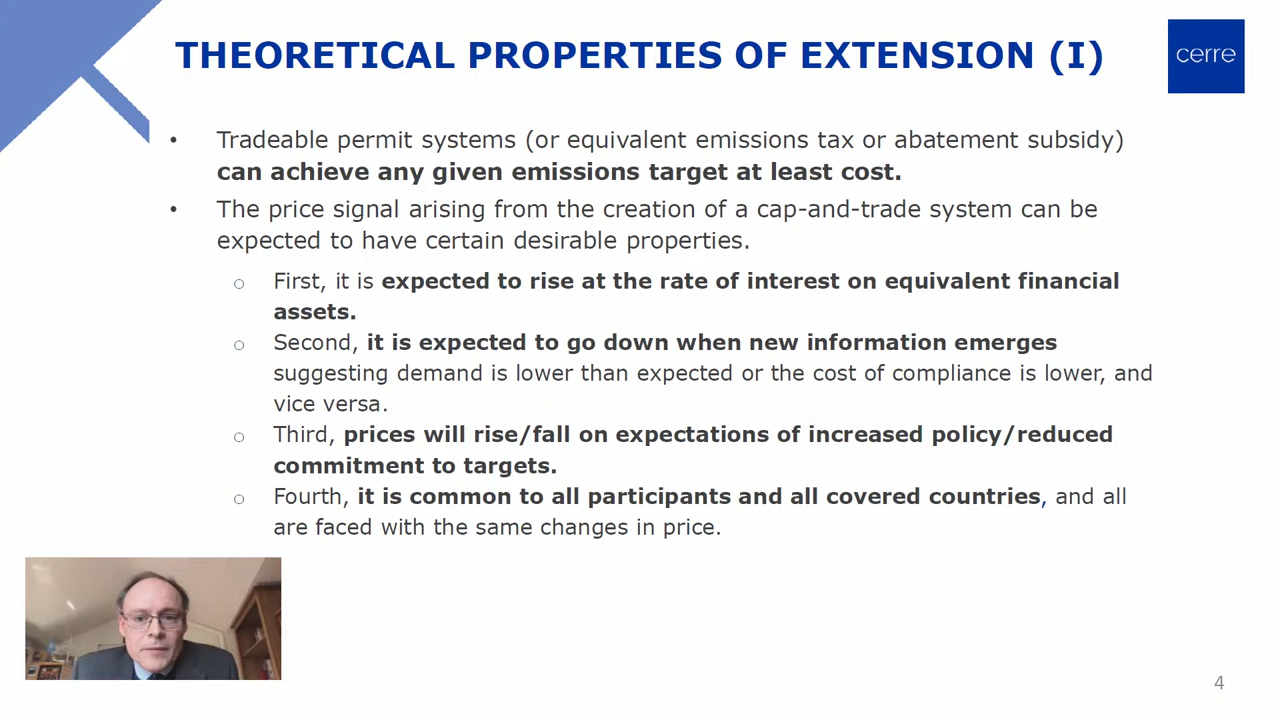 THEORETICAL PROPERTIES OF EXTENSION (I)
cerre
• Tradeable permit systems (or equivalent emissions tax or abatement subsidy)
can achieve any given emissions target at least cost.
• The price signal arising from the creation of a cap-and-trade system can be
expected to have certain desirable properties.
○ First, it is expected to rise at the rate of interest on equivalent financial
assets.
○ Second, it is expected to go down when new information emerges
suggesting demand is lower than expected or the cost of compliance is lower, and
vice versa.
○ Third, prices will rise/fall on expectations of increased policy/reduced
commitment to targets.
○ Fourth, it is common to all participants and all covered countries, and all
are faced with the same changes in price.
4